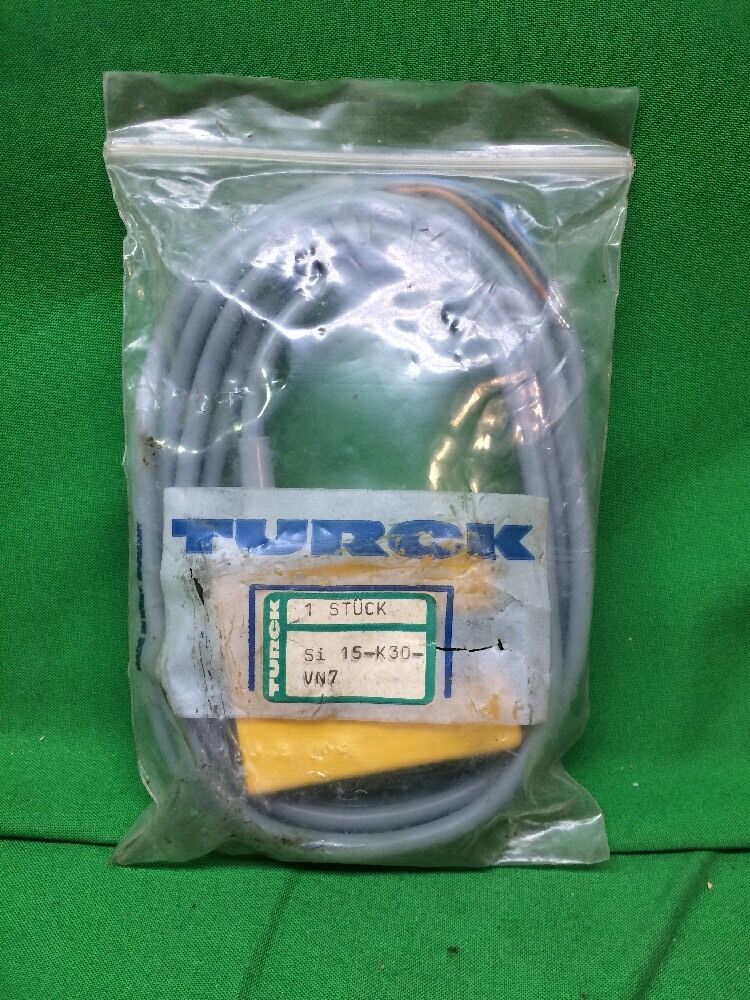 TURCK
TURCK
1 STÜCK
Si 15-K30-
VN7